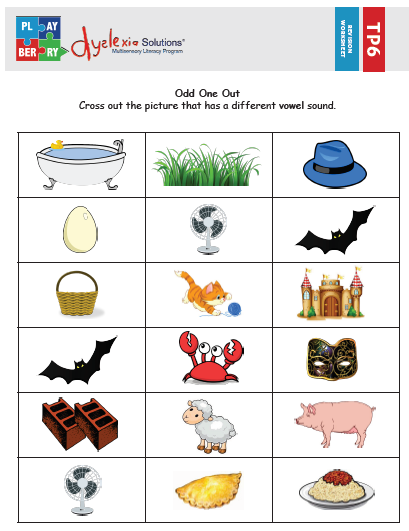 PL AY
BER RY
dyslexia Solutions®
Multisensory Literacy Program
REVISION
WORKSHEET
TP6
Odd One Out
Cross out the picture that has a different vowel sound.